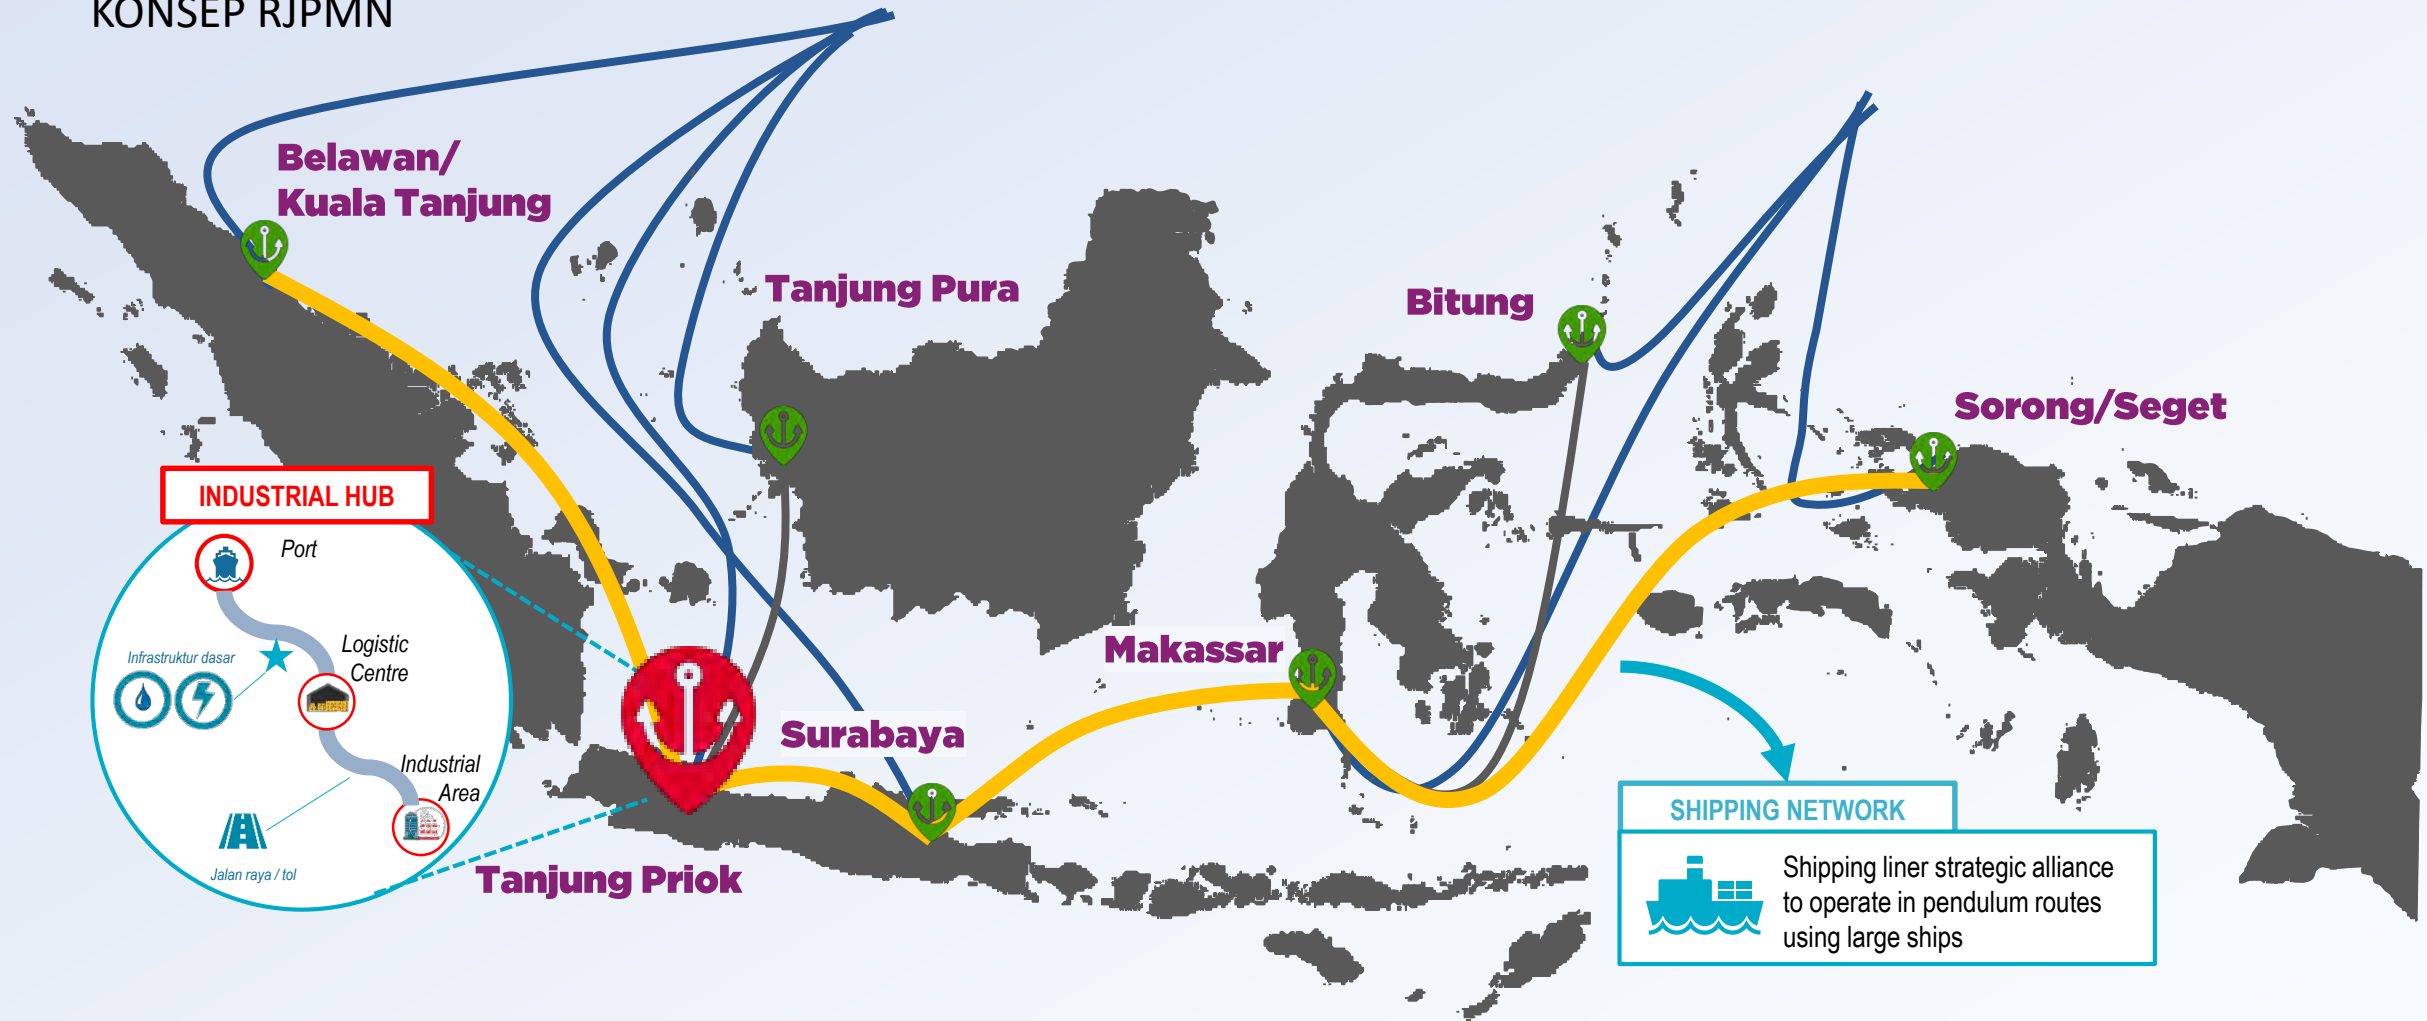 KONSEP RJPMN
Belawan/
Kuala Tanjung
Tanjung Pura
Bitung
Sorong/Seget
INDUSTRIAL HUB
Port
Logistic
Centre
Infrastruktur dasar
Industrial
Area
Jalan raya / tol
Makassar
Surabaya
Tanjung Priok
SHIPPING NETWORK
Shipping liner strategic alliance
to operate in pendulum routes
using large ships